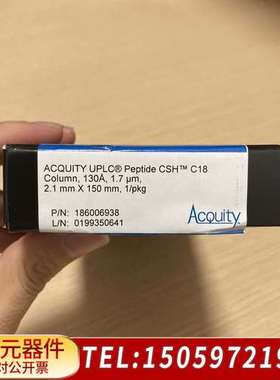 ACQUITY UPLC® Peptide CSH™ C18
Column, 130Å, 1.7 µm,
2.1 mm X 150 mm, 1/pkg
P/N: 186006938
L/N: 0199350641
Acquity
元器件
对公开票
TEL:150597219